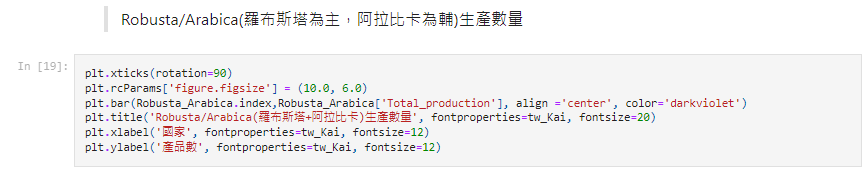 Robusta/Arabica(羅布斯塔為主，阿拉比卡為輔)生產數量
In [19]:
plt.xticks(rotation=90)
plt.rcParams['figure.figsize'] = (10.0, 6.0)
plt.bar(Robusta_Arabica.index,Robusta_Arabica['Total_production'], align ='center', color='darkviolet')
plt.title('Robusta/Arabica(羅布斯塔+阿拉比卡)生產數量', fontproperties=tw_Kai, fontsize=20)
plt.xlabel('國家', fontproperties=tw_Kai, fontsize=12)
plt.ylabel('產品數', fontproperties=tw_Kai, fontsize=12)